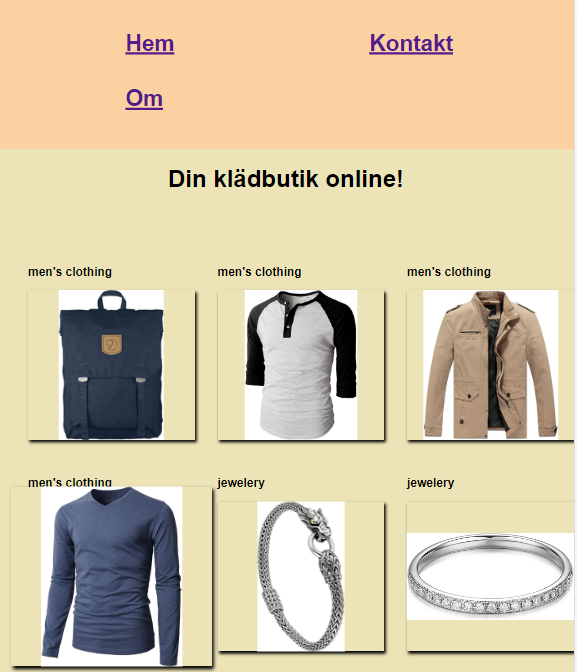 Hem
Kontakt
Om
Din klädbutik online!
men's clothing
men's clothing
men's clothing
men's clothing
jewelery
jewelery